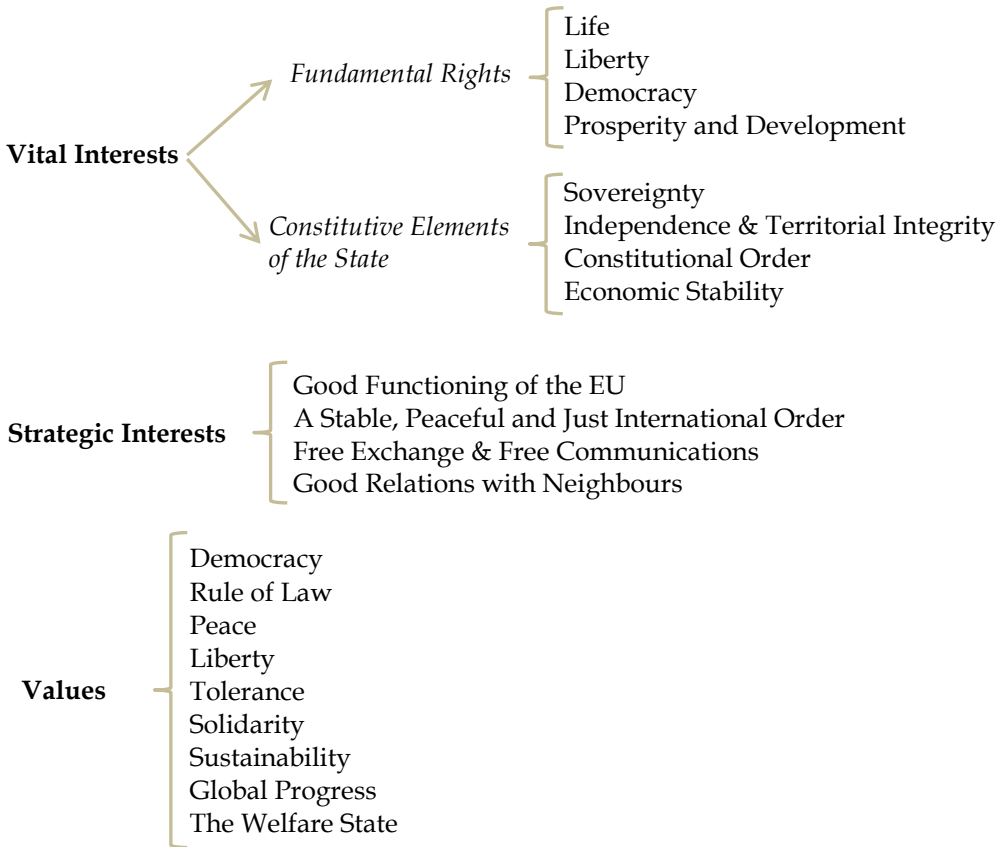 Vital Interests
Fundamental Rights
Life
Liberty
Democracy
Prosperity and Development
Constitutive Elements
of the State
Sovereignty
Independence & Territorial Integrity
Constitutional Order
Economic Stability
Strategic Interests
Good Functioning of the EU
A Stable, Peaceful and Just International Order
Free Exchange & Free Communications
Good Relations with Neighbours
Values
Democracy
Rule of Law
Peace
Liberty
Tolerance
Solidarity
Sustainability
Global Progress
The Welfare State